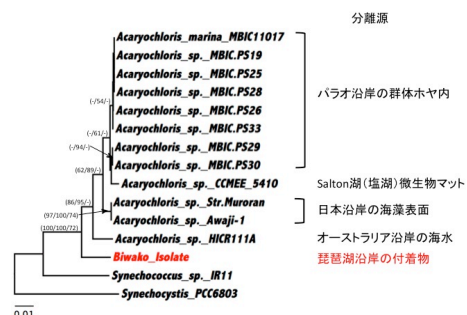 分離源
Acaryochloris_marina_MBIC11017
Acaryochloris_sp._MBIC.PS19
Acaryochloris_sp._MBIC.PS25
Acaryochloris_sp._MBIC.PS28
Acaryochloris_sp._MBIC.PS26
Acaryochloris_sp._MBIC.PS33
Acaryochloris_sp._MBIC.PS29
Acaryochloris_sp._MBIC.PS30
パラオ沿岸の群体ホヤ内
Acaryochloris_sp._CCMEE_5410
Salton湖（塩湖）微生物マット
Acaryochloris_sp._Str.Muroran
Acaryochloris_sp._Awaji-1
日本沿岸の海藻表面
Acaryochloris_sp._HICR111A
オーストラリア沿岸の海水
Biwako_Isolate
琵琶湖沿岸の付着物
Synechococcus_sp._IR11
Synechocystis_PCC6803
(-/54/-)
(-/61/-)
(-/94/-)
(62/89/-)
(86/95/-)
(97/100/74)
(100/100/72)
0.01